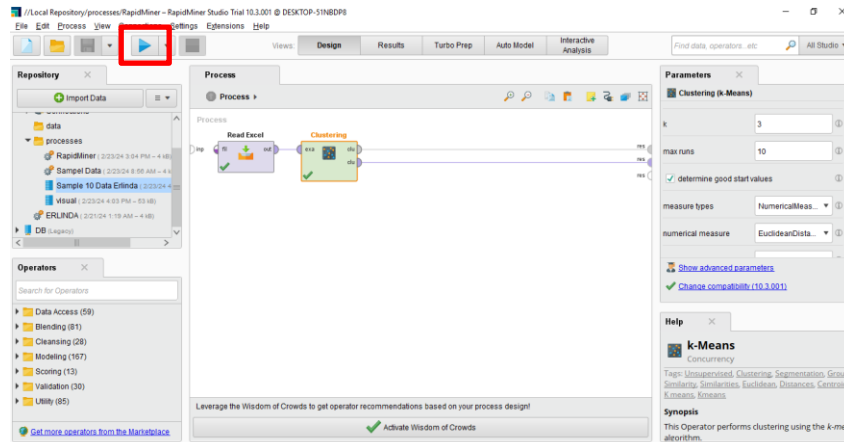 //Local Repository/processes/RapidMiner – RapidMiner Studio Trial 10.3.001 @ DESKTOP-51NBDP8
File Edit Process View Settings Extensions Help
Views: Design Results Turbo Prep Auto Model Interactive Analysis
Find data, operators...etc All Studio
Repository
Import Data
data
processes
RapidMiner (2/23/24 3:54 PM – 4 kB)
Sampel Data (2/23/24 8:56 AM – 4 k
Sample 10 Data Erlinda (2/23/24 4
visual (2/23/24 4:03 PM – 53 kB)
ERLINDA (2/21/24 1:19 AM – 4 kB)
DB (Legacy)
Operators
Search for Operators
Data Access (59)
Blending (81)
Cleansing (28)
Modeling (167)
Scoring (13)
Validation (30)
Utility (85)
Get more operators from the Marketplace
Process
Process
Process
Read Excel
Clustering
inp
fil
out
exa
clu
clu
res
res
res
Leverage the Wisdom of Crowds to get operator recommendations based on your process design!
Activate Wisdom of Crowds
Parameters
Clustering (k-Means)
k 3
max runs 10
determine good start values
measure types NumericalMeas...
numerical measure EuclideanDista...
Show advanced parameters
Change compatibility (10.3.001)
Help
k-Means
Concurrency
Tags: Unsupervised, Clustering, Segmentation, Grou
Similarity, Similarities, Euclidean, Distances, Centroi
K means, Kmeans
Synopsis
This Operator performs clustering using the k-me
algorithm.